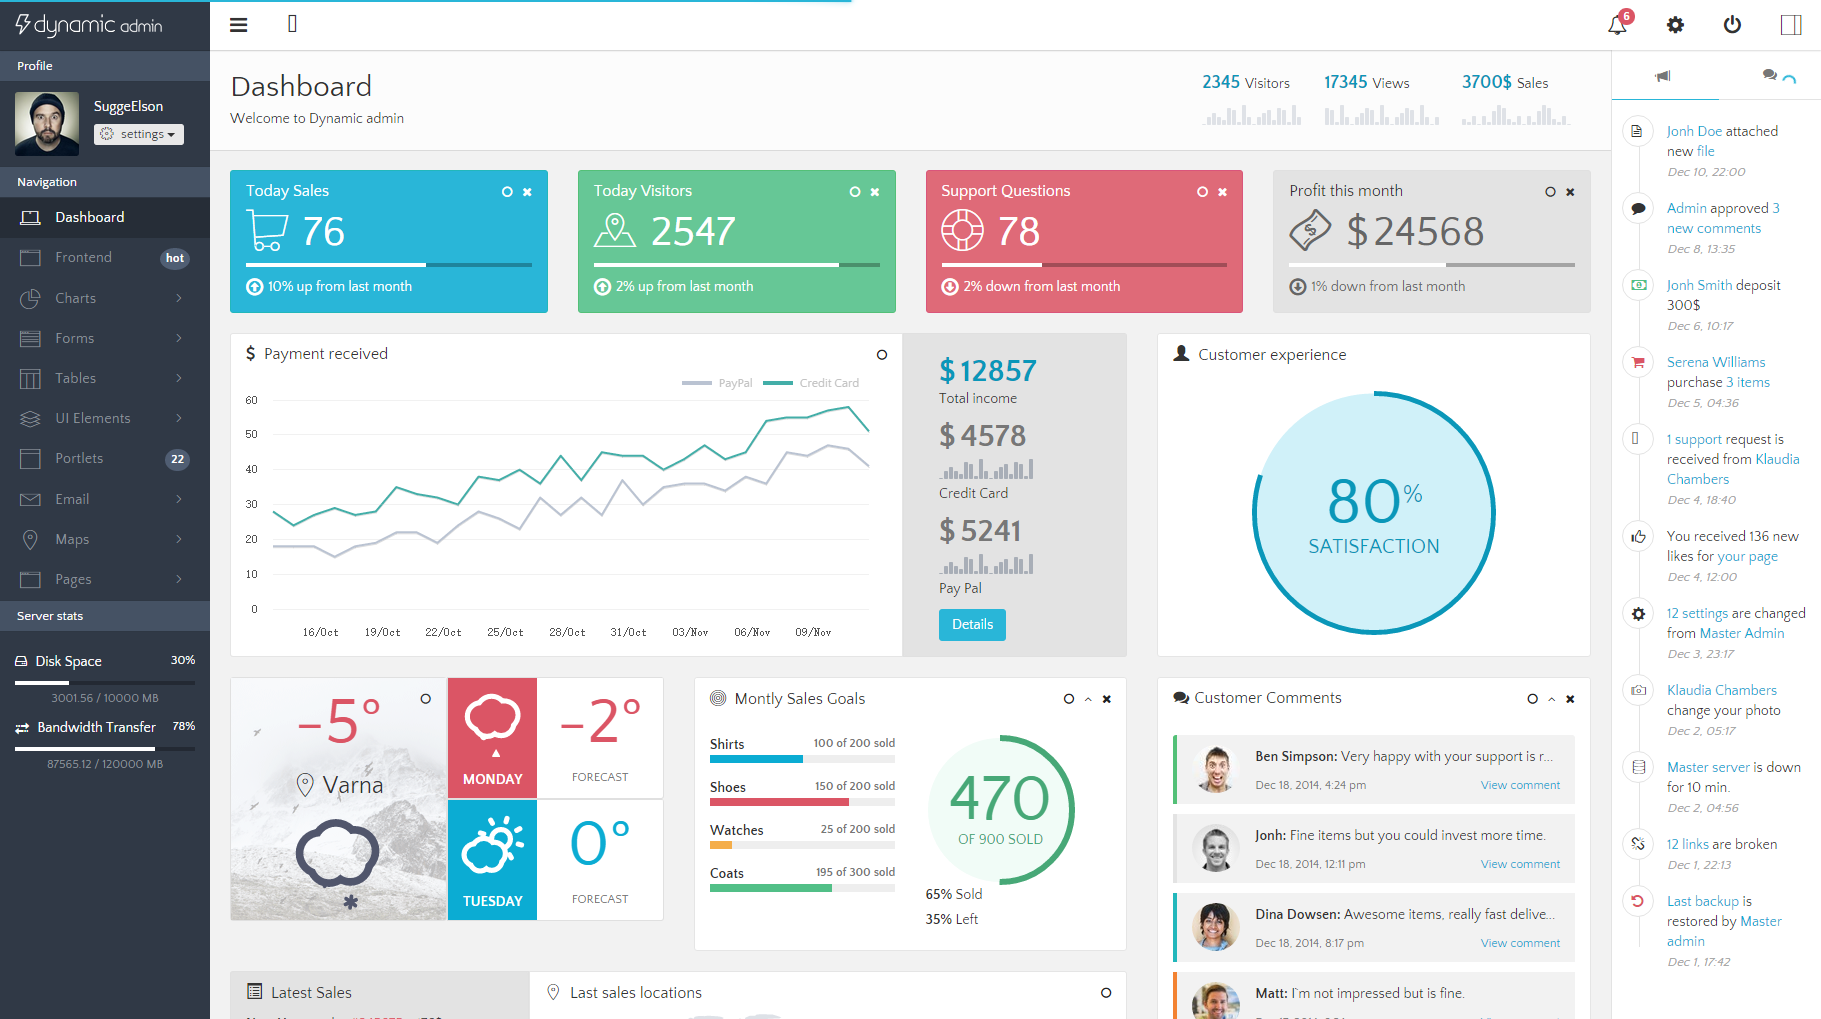 dynamic admin
6
Profile
SuggeElson
settings
Navigation
Dashboard
Frontend
hot
Charts
Forms
Tables
UI Elements
Portlets
22
Email
Maps
Pages
Server stats
Disk Space
30%
3001.56 / 10000 MB
Bandwidth Transfer
78%
87565.12 / 120000 MB
Dashboard
Welcome to Dynamic admin
2345 Visitors
17345 Views
3700$ Sales
Today Sales
76
10% up from last month
Today Visitors
2547
2% up from last month
Support Questions
78
2% down from last month
Profit this month
$ 24568
1% down from last month
$ Payment received
PayPal
Credit Card
60
50
40
30
20
10
0
16/Oct
19/Oct
22/Oct
25/Oct
28/Oct
31/Oct
03/Nov
06/Nov
09/Nov
$ 12857
Total income
$ 4578
Credit Card
$ 5241
Pay Pal
Details
Customer experience
80%
SATISFACTION
-5°
Varna
MONDAY
-2°
FORECAST
TUESDAY
0°
FORECAST
Montly Sales Goals
Shirts
100 of 200 sold
Shoes
150 of 200 sold
Watches
25 of 200 sold
Coats
195 of 300 sold
470
OF 900 SOLD
65% Sold
35% Left
Customer Comments
Ben Simpson: Very happy with your support is r...
Dec 18, 2014, 4:24 pm
View comment
Jonh: Fine items but you could invest more time.
Dec 18, 2014, 12:11 pm
View comment
Dina Dowsen: Awesome items, really fast delive...
Dec 18, 2014, 8:17 pm
View comment
Matt: I`m not impressed but is fine.
Latest Sales
Last sales locations
Jonh Doe attached
new file
Dec 10, 22:00
Admin approved 3
new comments
Dec 8, 13:35
Jonh Smith deposit
300$
Dec 6, 10:17
Serena Williams
purchase 3 items
Dec 5, 04:36
1 support request is
received from Klaudia
Chambers
Dec 4, 18:40
You received 136 new
likes for your page
Dec 4, 12:00
12 settings are changed
from Master Admin
Dec 3, 23:17
Klaudia Chambers
change your photo
Dec 2, 05:17
Master server is down
for 10 min.
Dec 2, 04:56
12 links are broken
Dec 1, 22:13
Last backup is
restored by Master
admin
Dec 1, 17:42